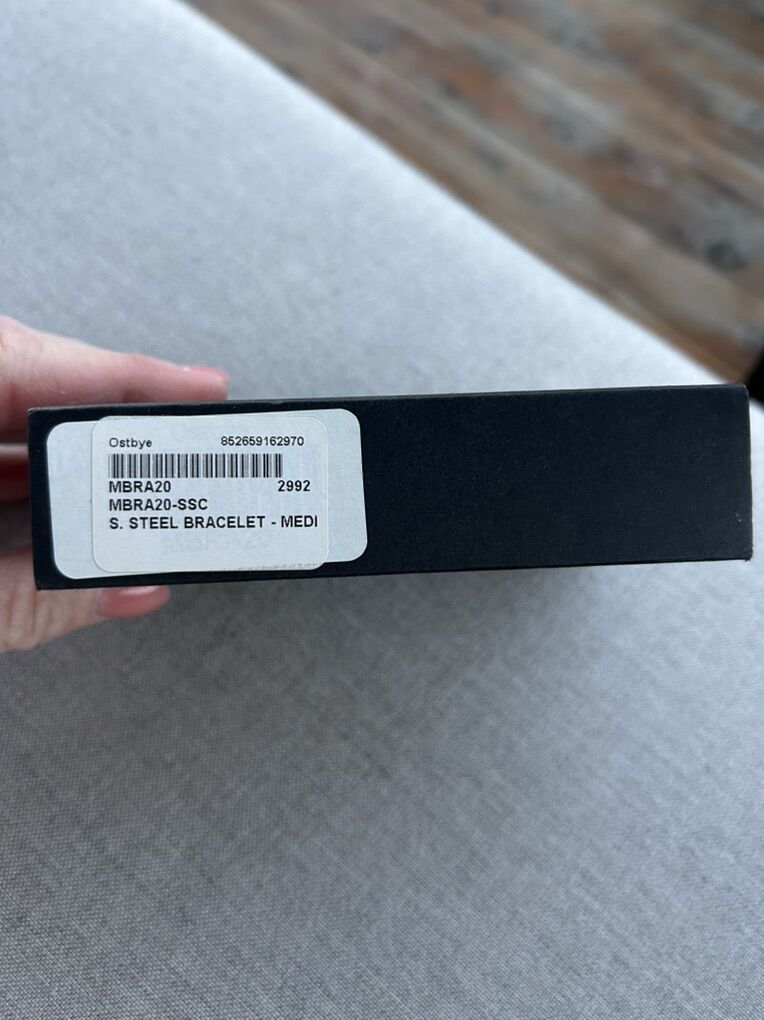 Ostbye 852659162970
MBRA20 2992
MBRA20-SSC
S. STEEL BRACELET - MEDI